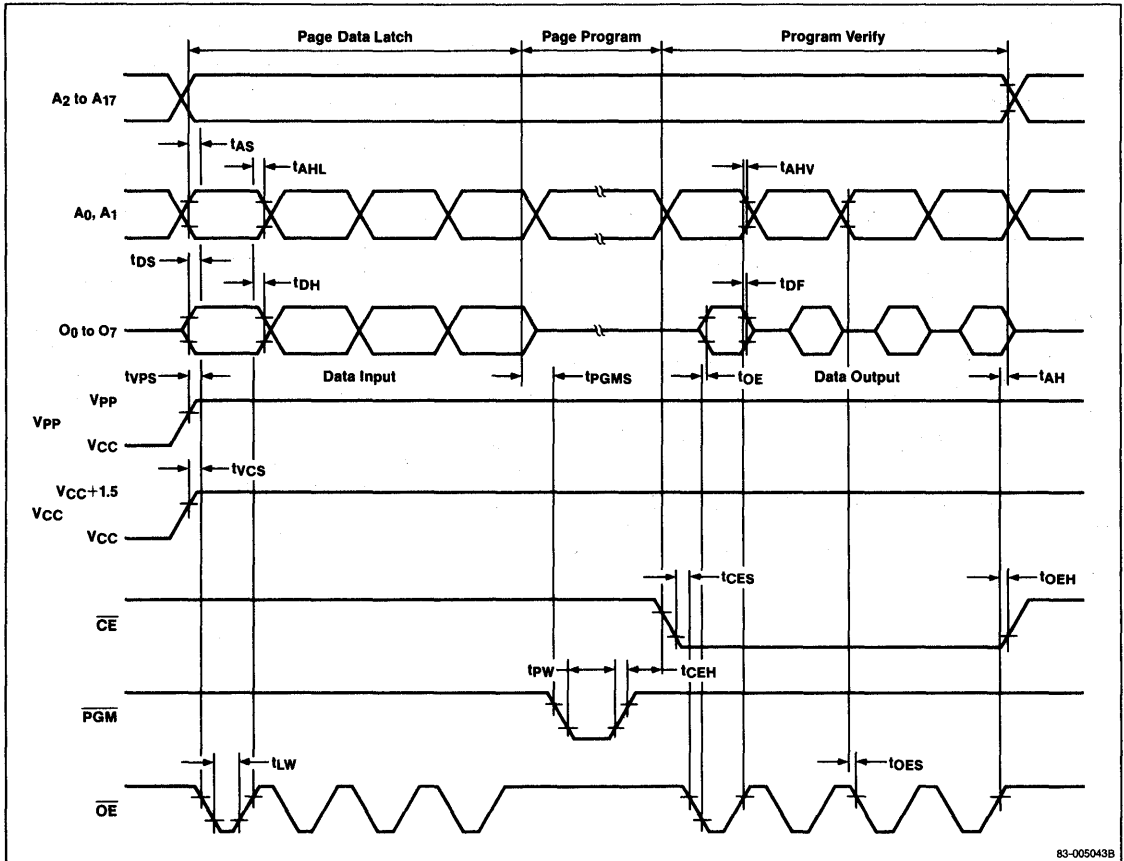 Page Data Latch Page Program Program Verify
A2 to A17
tAS
tAHL tAHV
A0, A1
tDS
tDH tDF
O0 to O7
tVPS Data Input tPGMS tOE Data Output tAH
VPP
VPP
VCC
tVCS
VCC+1.5
VCC
VCC
tCES tOEH
CE
tPW tCEH
PGM
tLW tOES
OE
83-005043B